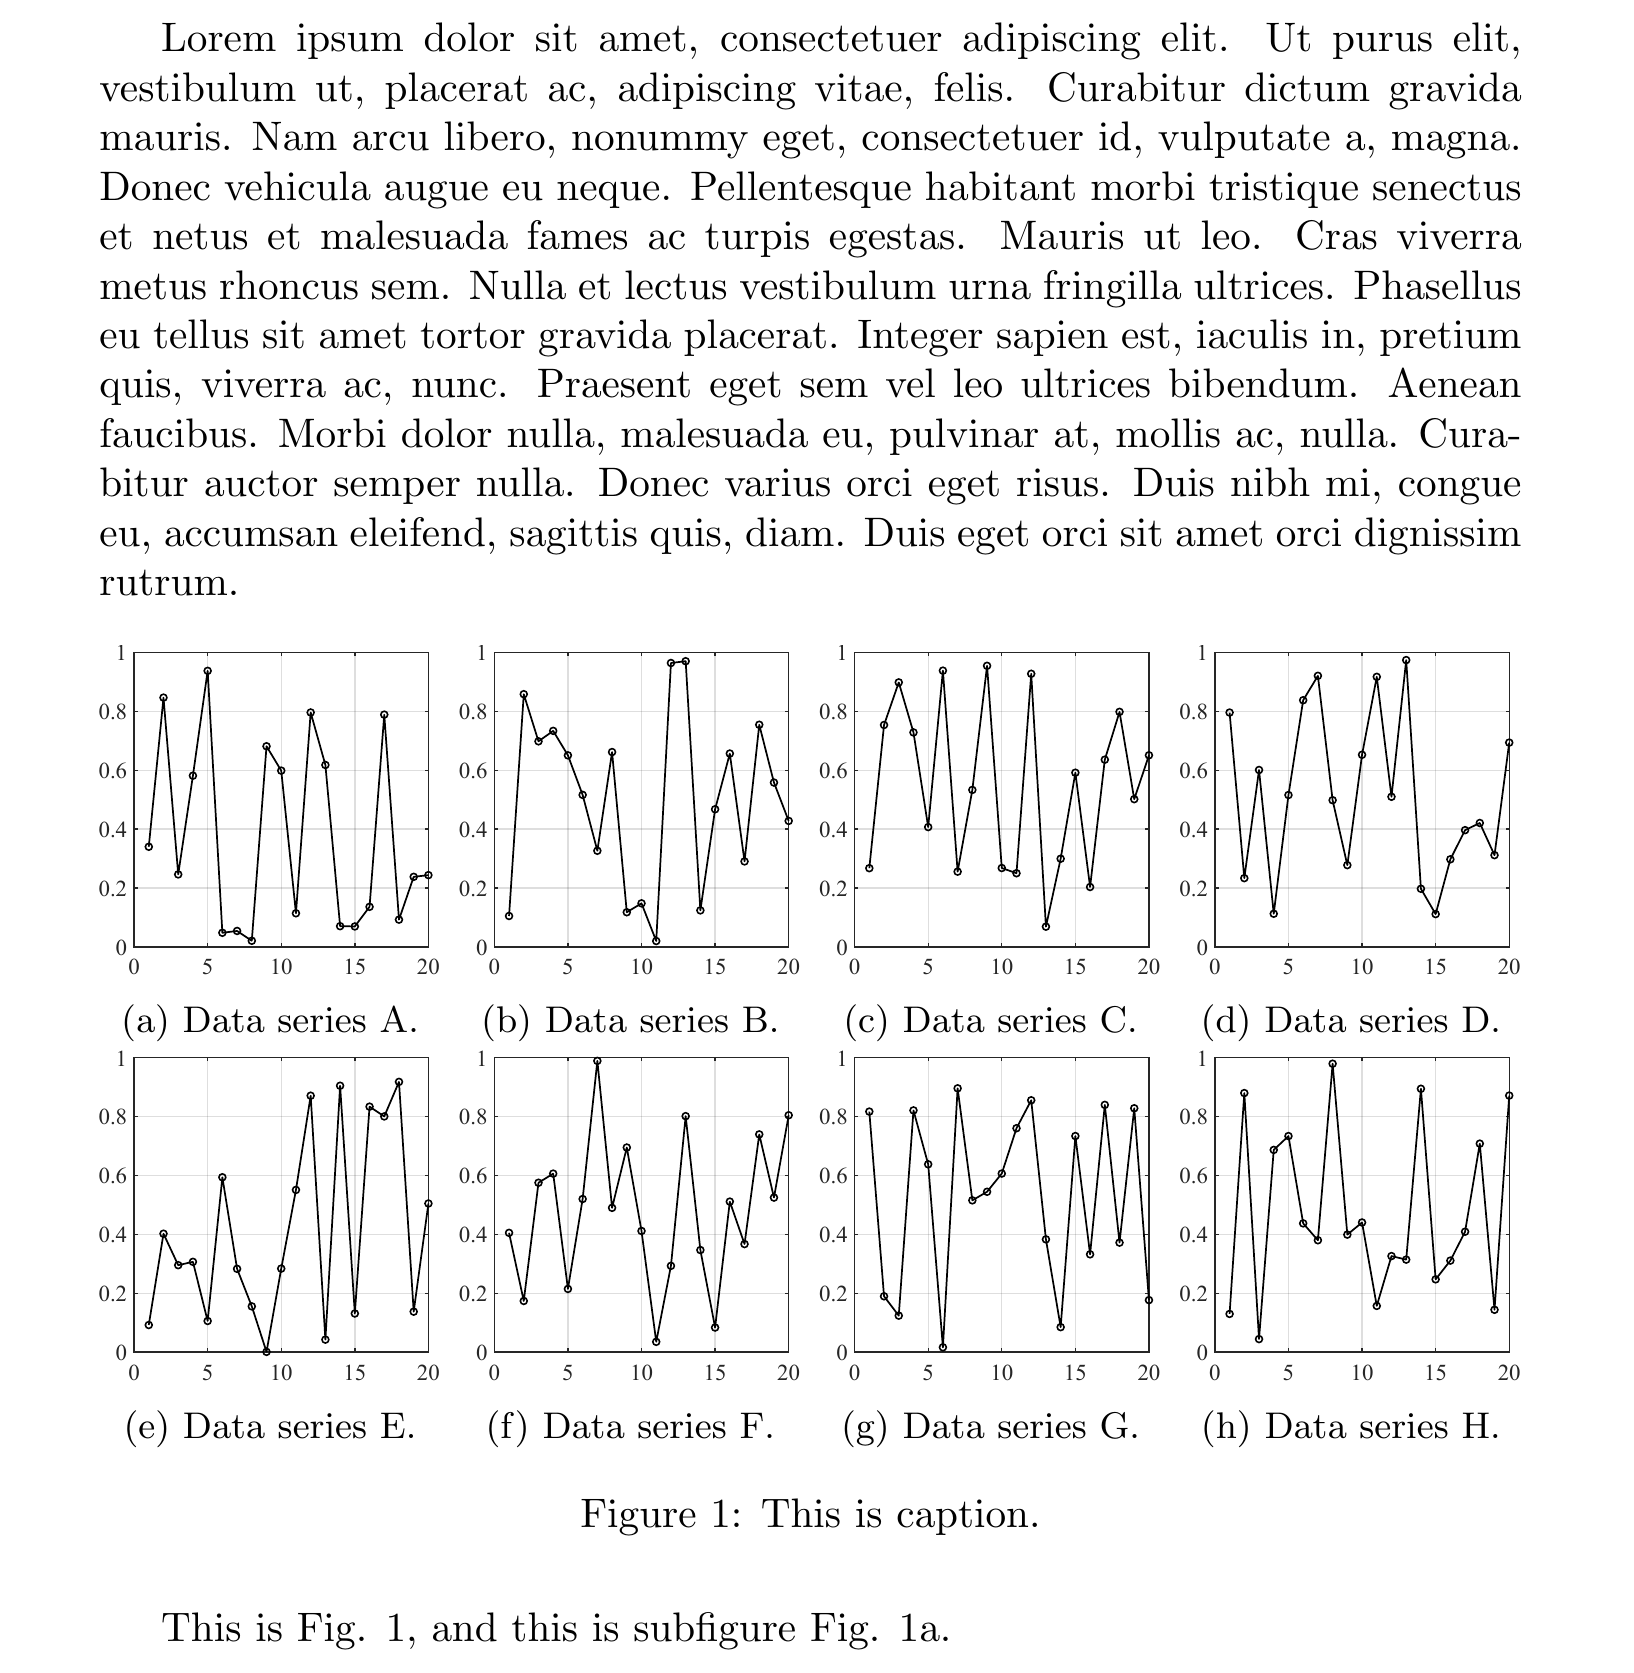 Lorem ipsum dolor sit amet, consectetuer adipiscing elit. Ut purus elit,
vestibulum ut, placerat ac, adipiscing vitae, felis. Curabitur dictum gravida
mauris. Nam arcu libero, nonummy eget, consectetuer id, vulputate a, magna.
Donec vehicula augue eu neque. Pellentesque habitant morbi tristique senectus
et netus et malesuada fames ac turpis egestas. Mauris ut leo. Cras viverra
metus rhoncus sem. Nulla et lectus vestibulum urna fringilla ultrices. Phasellus
eu tellus sit amet tortor gravida placerat. Integer sapien est, iaculis in, pretium
quis, viverra ac, nunc. Praesent eget sem vel leo ultrices bibendum. Aenean
faucibus. Morbi dolor nulla, malesuada eu, pulvinar at, mollis ac, nulla. Cura-
bitur auctor semper nulla. Donec varius orci eget risus. Duis nibh mi, congue
eu, accumsan eleifend, sagittis quis, diam. Duis eget orci sit amet orci dignissim
rutrum.
1 1 1 1
0.8 0.8 0.8 0.8
0.6 0.6 0.6 0.6
0.4 0.4 0.4 0.4
0.2 0.2 0.2 0.2
0 0 0 0
0 5 10 15 20 0 5 10 15 20 0 5 10 15 20 0 5 10 15 20
(a) Data series A. (b) Data series B. (c) Data series C. (d) Data series D.
1 1 1 1
0.8 0.8 0.8 0.8
0.6 0.6 0.6 0.6
0.4 0.4 0.4 0.4
0.2 0.2 0.2 0.2
0 0 0 0
0 5 10 15 20 0 5 10 15 20 0 5 10 15 20 0 5 10 15 20
(e) Data series E. (f) Data series F. (g) Data series G. (h) Data series H.
Figure 1: This is caption.
This is Fig. 1, and this is subfigure Fig. 1a.